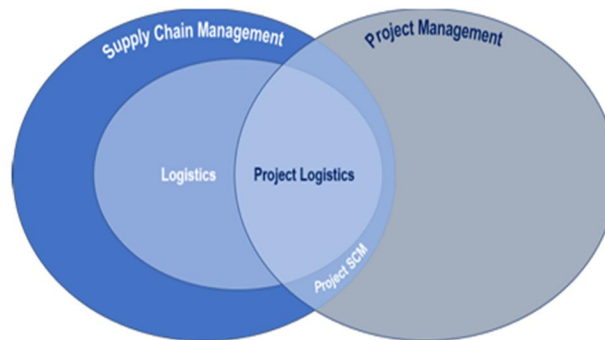 Supply Chain Management
Project Management
Logistics
Project Logistics
Project SCM